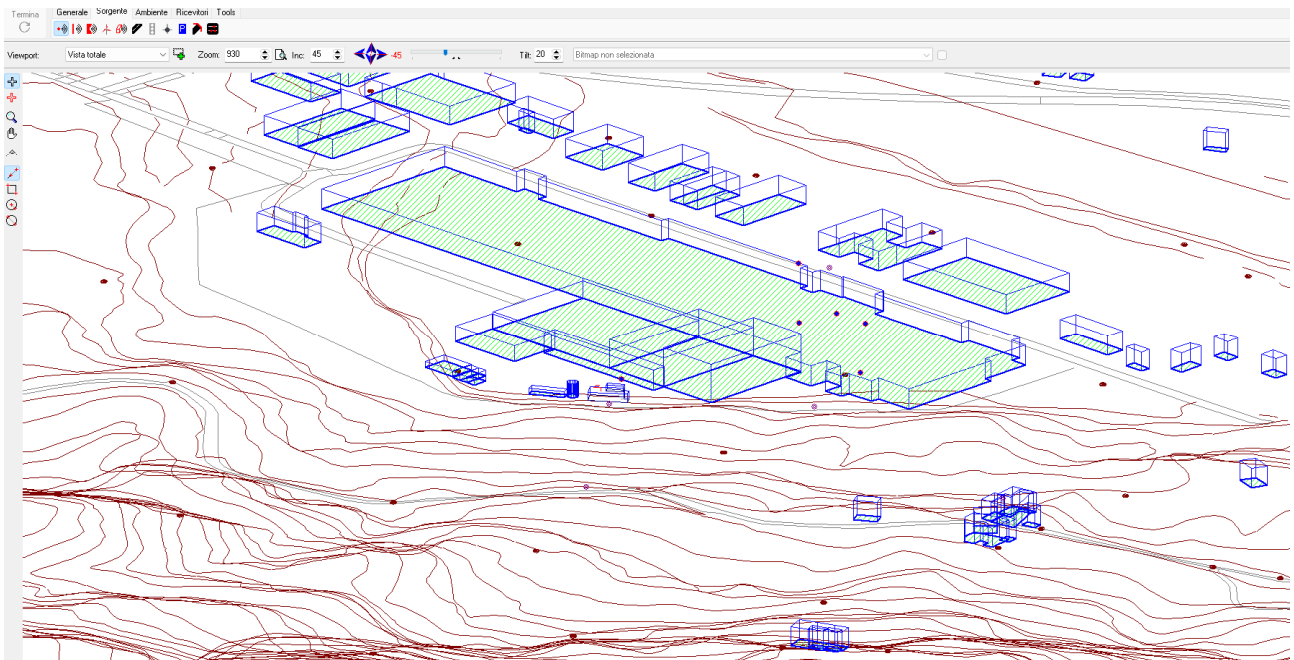 Termina
Generale Sorgente Ambiente Ricevitori Tools
Viewport: Vista totale Zoom: 930 Inc: 45 -45 Tilt: 20 Bitmap non selezionata